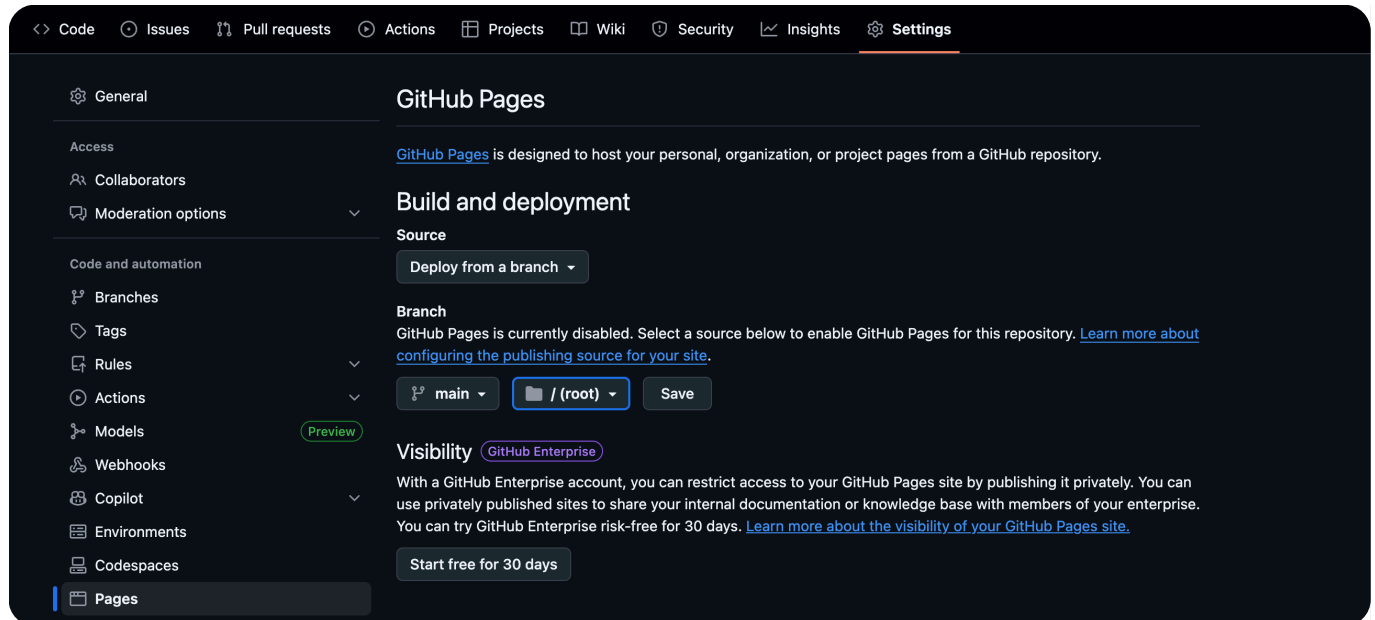 Code Issues Pull requests Actions Projects Wiki Security Insights Settings
General
Access
Collaborators
Moderation options
Code and automation
Branches
Tags
Rules
Actions
Models Preview
Webhooks
Copilot
Environments
Codespaces
Pages
GitHub Pages
GitHub Pages is designed to host your personal, organization, or project pages from a GitHub repository.
Build and deployment
Source
Deploy from a branch
Branch
GitHub Pages is currently disabled. Select a source below to enable GitHub Pages for this repository. Learn more about
configuring the publishing source for your site.
main / (root) Save
Visibility GitHub Enterprise
With a GitHub Enterprise account, you can restrict access to your GitHub Pages site by publishing it privately. You can
use privately published sites to share your internal documentation or knowledge base with members of your enterprise.
You can try GitHub Enterprise risk-free for 30 days. Learn more about the visibility of your GitHub Pages site.
Start free for 30 days